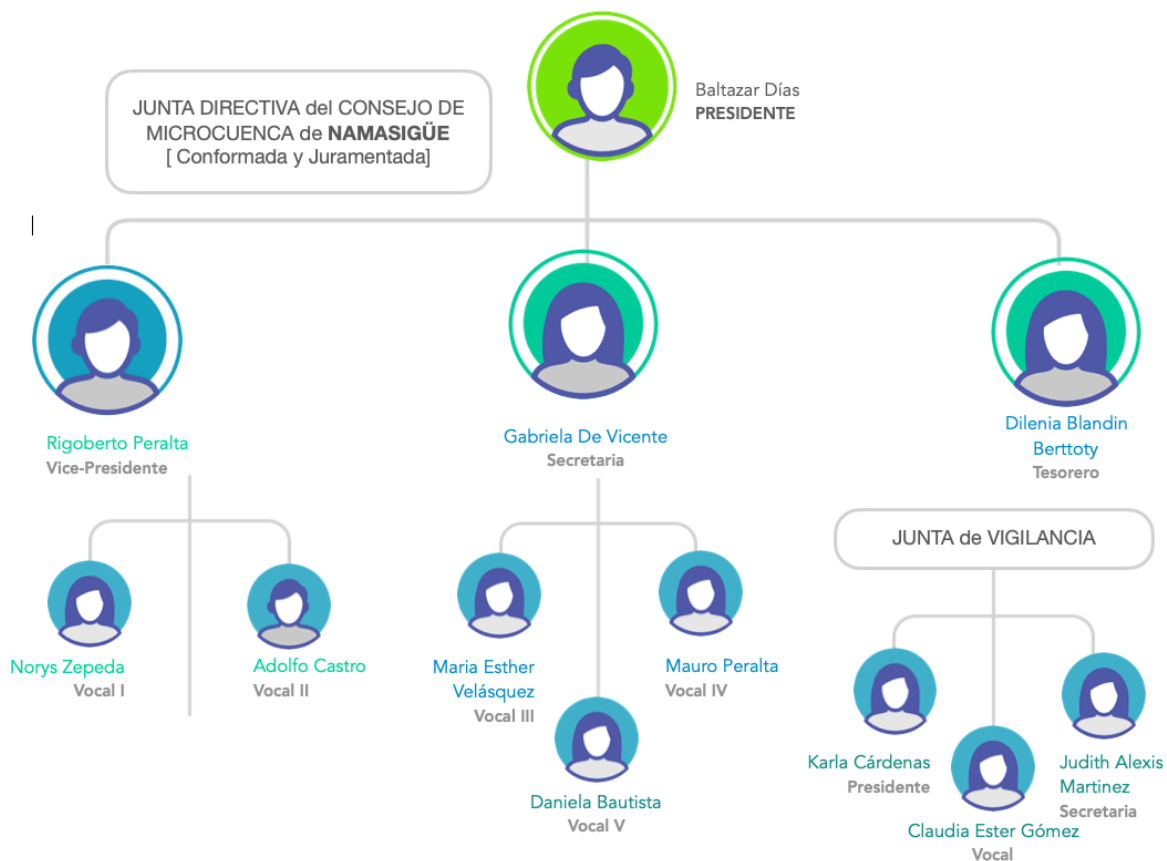 JUNTA DIRECTIVA del CONSEJO DE
MICROCUENCA de NAMASIGÜE
[ Conformada y Juramentada]
Baltazar Días
PRESIDENTE
Rigoberto Peralta
Vice-Presidente
Gabriela De Vicente
Secretaria
Dilenia Blandin
Berttoty
Tesorero
Norys Zepeda
Vocal I
Adolfo Castro
Vocal II
Maria Esther
Velásquez
Vocal III
Mauro Peralta
Vocal IV
Daniela Bautista
Vocal V
JUNTA de VIGILANCIA
Karla Cárdenas
Presidente
Judith Alexis
Martinez
Secretaria
Claudia Ester Gómez
Vocal